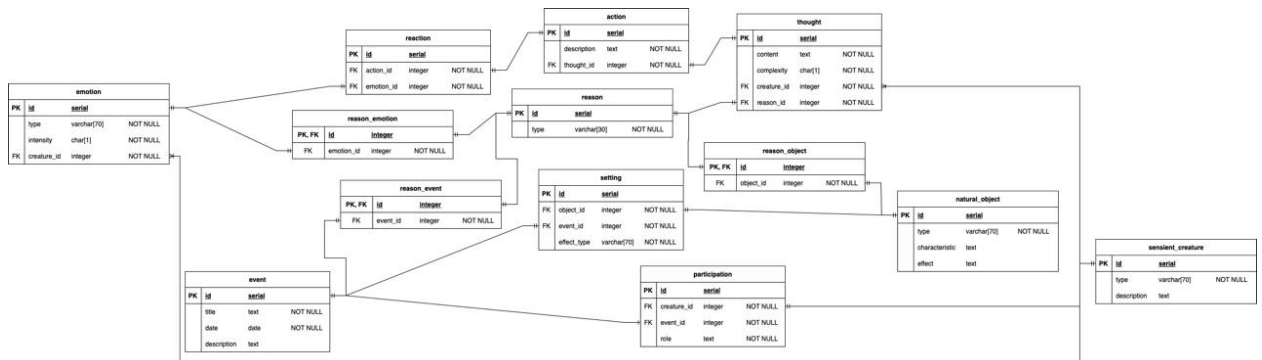 action
PK id serial
description text NOT NULL
FK thought_id integer NOT NULL
thought
PK id serial
content text NOT NULL
complexity char[1] NOT NULL
FK creature_id integer NOT NULL
FK reason_id integer NOT NULL
reaction
PK id serial
FK action_id integer NOT NULL
FK emotion_id integer NOT NULL
emotion
PK id serial
type varchar[70] NOT NULL
intensity char[1] NOT NULL
FK creature_id integer NOT NULL
reason
PK id serial
type varchar[30] NOT NULL
reason_emotion
PK, FK id integer
FK emotion_id integer NOT NULL
reason_object
PK, FK id integer
FK object_id integer NOT NULL
reason_event
PK, FK id integer
FK event_id integer NOT NULL
setting
PK id serial
FK object_id integer NOT NULL
FK event_id integer NOT NULL
effect_type varchar[70] NOT NULL
natural_object
PK id serial
type varchar[70] NOT NULL
characteristic text
effect text
sensient_creature
PK id serial
type varchar[70] NOT NULL
description text
event
PK id serial
title text NOT NULL
date date NOT NULL
description text
participation
PK id serial
FK creature_id integer NOT NULL
FK event_id integer NOT NULL
role text NOT NULL